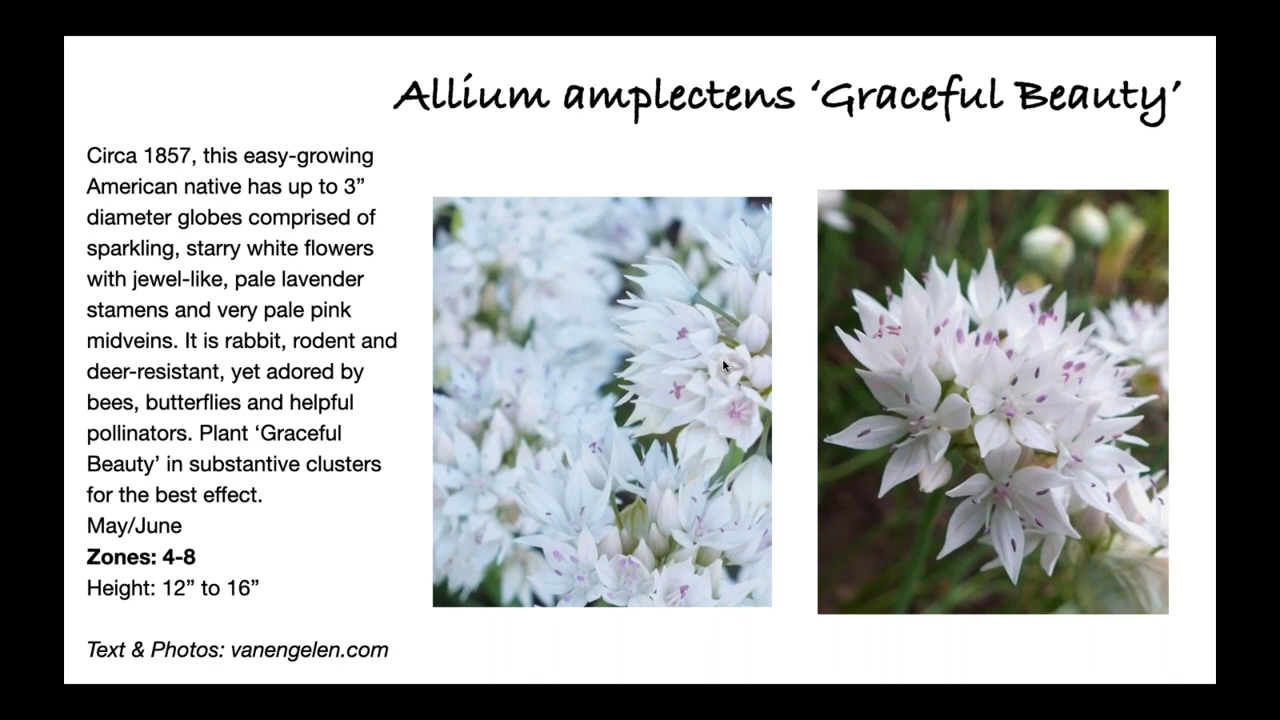 Allium amplectens ‘Graceful Beauty’
Circa 1857, this easy-growing
American native has up to 3”
diameter globes comprised of
sparkling, starry white flowers
with jewel-like, pale lavender
stamens and very pale pink
midveins. It is rabbit, rodent and
deer-resistant, yet adored by
bees, butterflies and helpful
pollinators. Plant ‘Graceful
Beauty’ in substantive clusters
for the best effect.
May/June
Zones: 4-8
Height: 12” to 16”
Text & Photos: vanengelen.com